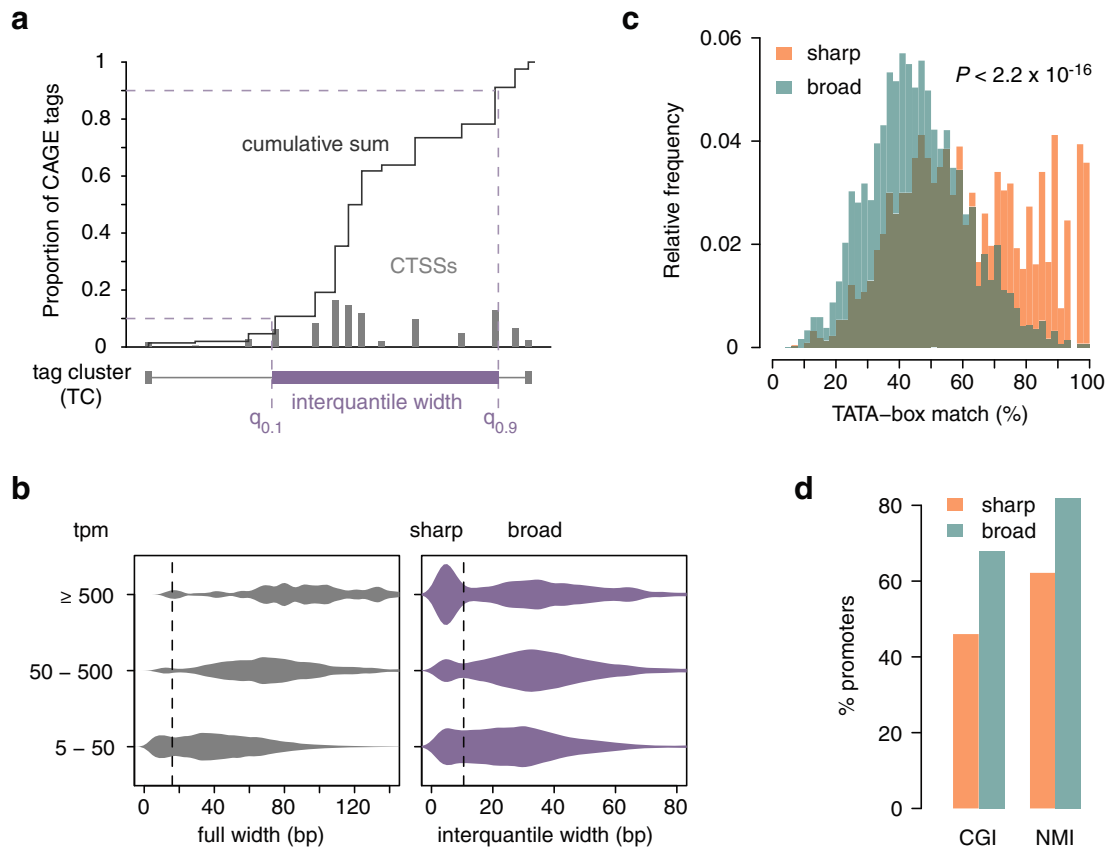 a
1
0.8
0.6
0.4
0.2
0
Proportion of CAGE tags
cumulative sum
CTSSs
tag cluster
(TC)
interquantile width
q0.1
q0.9
c
0.06
0.04
0.02
0
Relative frequency
sharp
broad
P < 2.2 x 10-16
0
20
40
60
80
100
TATA−box match (%)
b
tpm
sharp
broad
≥ 500
50 − 500
5 − 50
0
40
80
120
full width (bp)
0
20
40
60
80
interquantile width (bp)
d
80
60
40
20
0
% promoters
sharp
broad
CGI
NMI